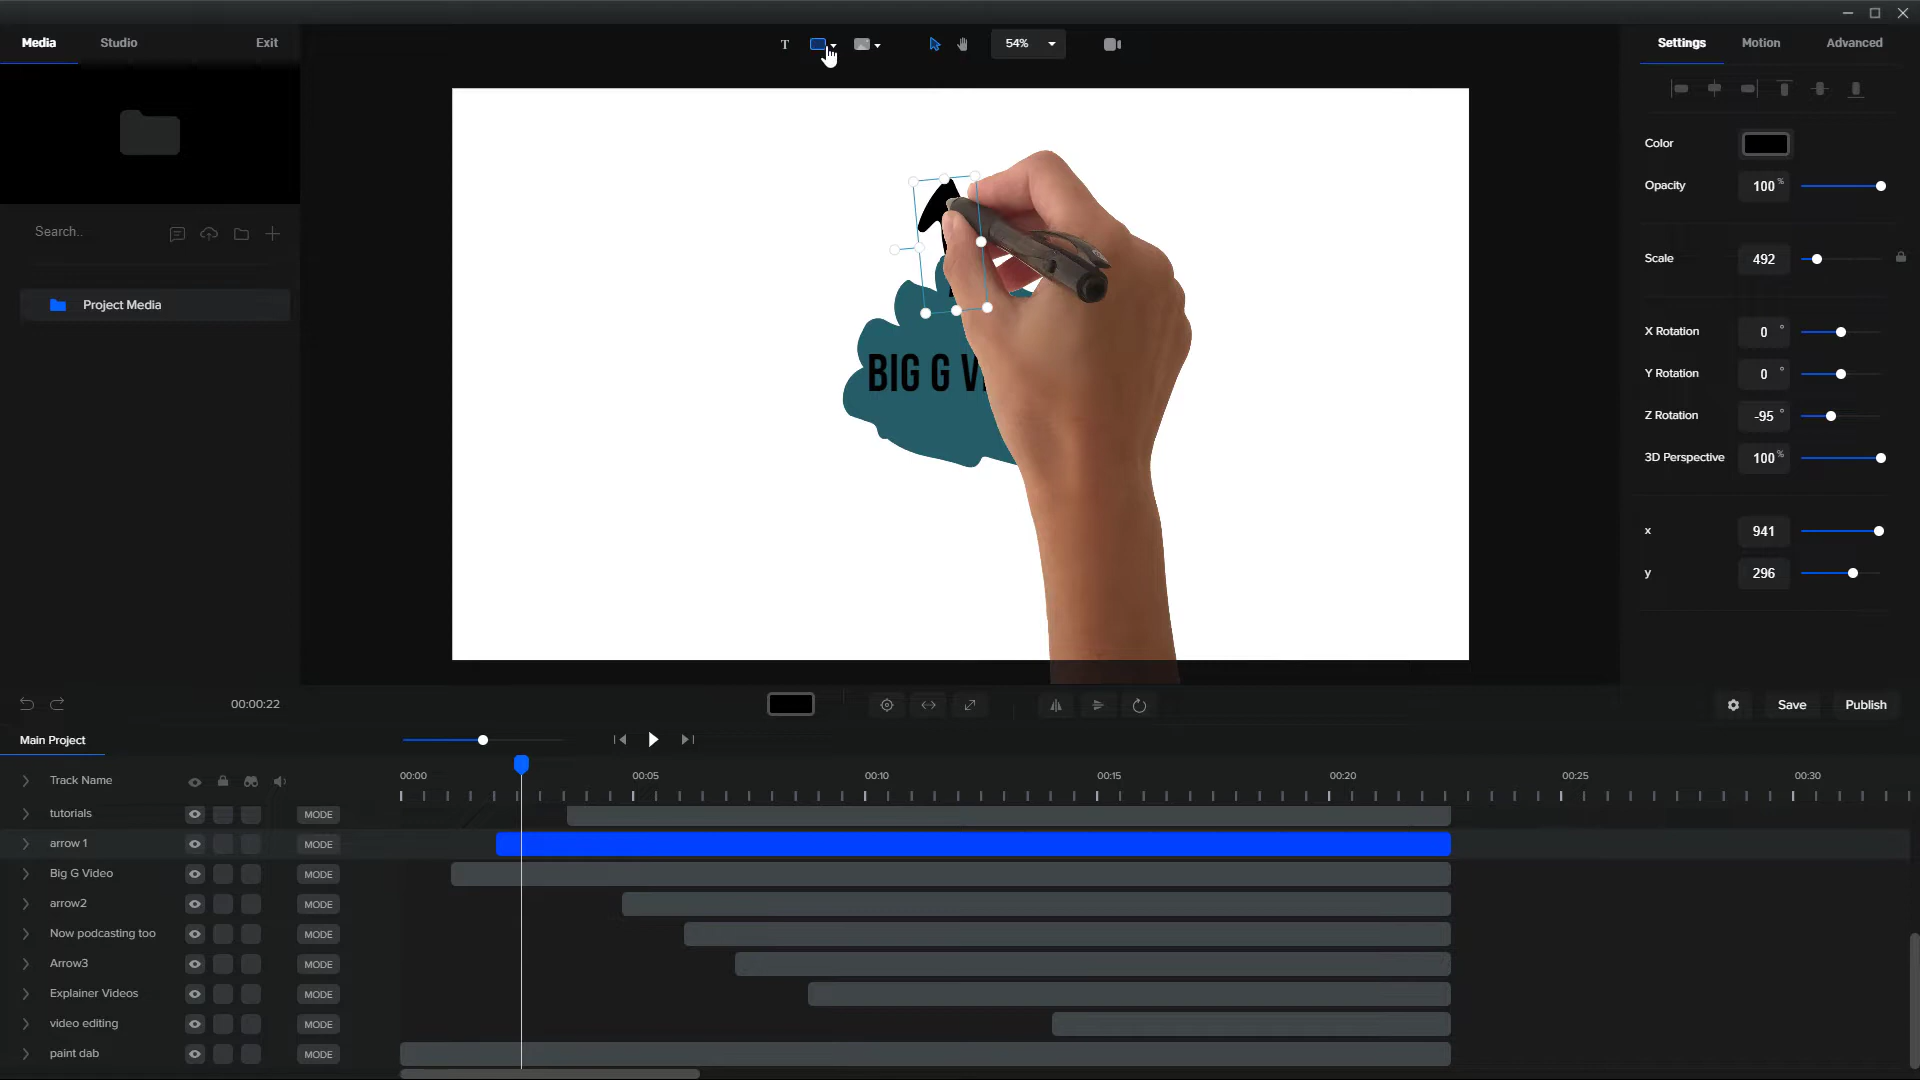 Media
Studio
Exit
T
54%
Settings
Motion
Advanced
Search..
Project Media
BIG G VI
Color
Opacity
100 %
Scale
492
X Rotation
0 °
Y Rotation
0 °
Z Rotation
-95 °
3D Perspective
100 %
x
941
y
296
00:00:22
Save
Publish
Main Project
Track Name
00:00
00:05
00:10
00:15
00:20
00:25
00:30
tutorials
MODE
arrow 1
MODE
Big G Video
MODE
arrow2
MODE
Now podcasting too
MODE
Arrow3
MODE
Explainer Videos
MODE
video editing
MODE
paint dab
MODE